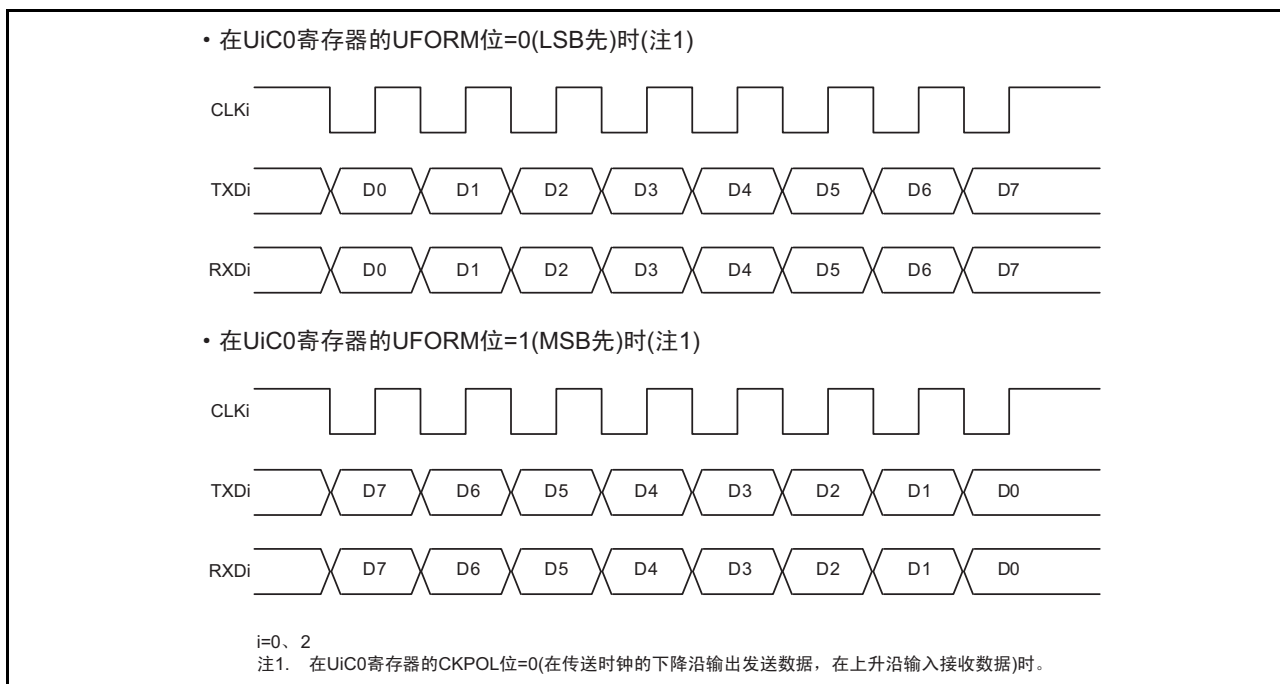 • 在UiC0寄存器的UFORM位=0(LSB先)时(注1)
CLKi
TXDi D0 D1 D2 D3 D4 D5 D6 D7
RXDi D0 D1 D2 D3 D4 D5 D6 D7
• 在UiC0寄存器的UFORM位=1(MSB先)时(注1)
CLKi
TXDi D7 D6 D5 D4 D3 D2 D1 D0
RXDi D7 D6 D5 D4 D3 D2 D1 D0
i=0、2
注1. 在UiC0寄存器的CKPOL位=0(在传送时钟的下降沿输出发送数据，在上升沿输入接收数据)时。